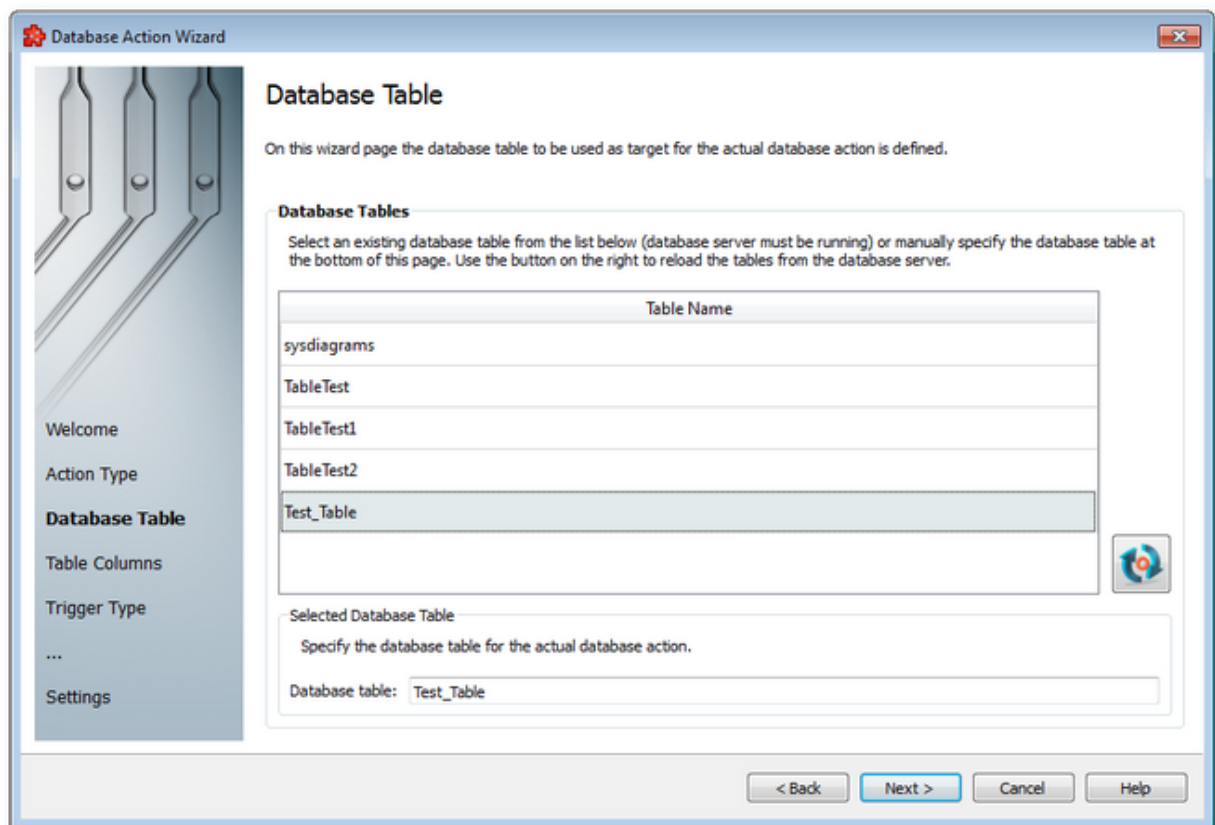 Database Action Wizard
Database Table
On this wizard page the database table to be used as target for the actual database action is defined.
Database Tables
Select an existing database table from the list below (database server must be running) or manually specify the database table at
the bottom of this page. Use the button on the right to reload the tables from the database server.
Table Name
sysdiagrams
TableTest
TableTest1
TableTest2
Test_Table
Welcome
Action Type
Database Table
Table Columns
Trigger Type
...
Settings
Selected Database Table
Specify the database table for the actual database action.
Database table: Test_Table
< Back Next > Cancel Help